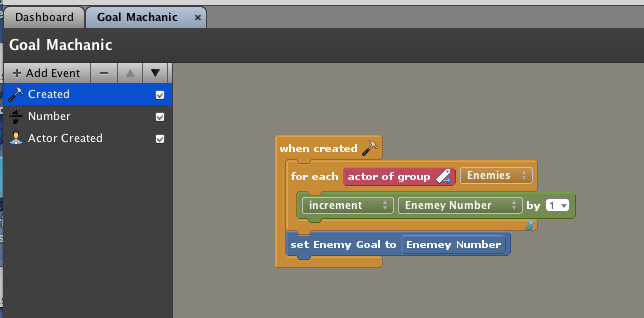 Dashboard Goal Machanic ×
Goal Machanic
+ Add Event − ▲ ▼
Created
Number
Actor Created
when created
for each actor of group Enemies
increment Enemey Number by 1
set Enemy Goal to Enemey Number